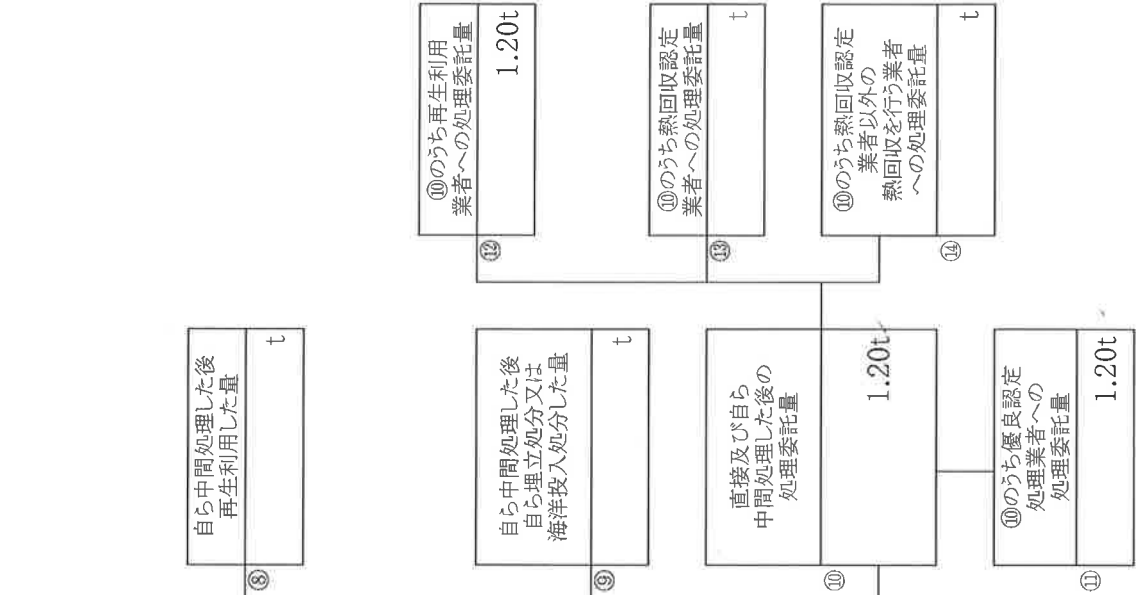 ⑧
自ら中間処理した後
再生利用した量
t
⑨
自ら中間処理した後
自ら埋立処分又は
海洋投入処分した量
t
⑩
直接及び自ら
中間処理した後の
処理委託量
1.20t
⑪
⑩のうち優良認定
処理業者への
処理委託量
1.20t
⑫
⑩のうち再生利用
業者への処理委託量
1.20t
⑬
⑩のうち熱回収認定
業者への処理委託量
t
⑭
⑩のうち熱回収認定
業者以外の
熱回収を行う業者
への処理委託量
t